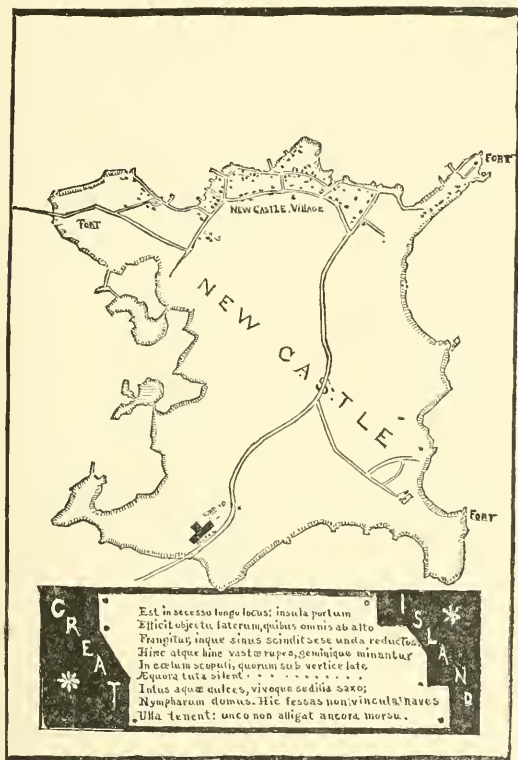 FORT
FORT
NEW CASTLE VILLAGE
NEW CASTLE
FORT
GREAT
ISLAND
Est in secesso longo locus: insula portum
Efficit objectu laterum, quibus omnis ab alto
Frangitur, inque sinus scindit sese unda reductos.
Hinc atque hinc vastæ rupes, geminique minantur
In cœlum scopuli, quorum sub vertice late
Æquora tuta silent . . . . . . . . .
Intus aquæ dulces, vivoque sedilia saxo;
Nympharum domus. Hic fessas non vincula naves
Ulla tenent: unco non alligat ancora morsu.